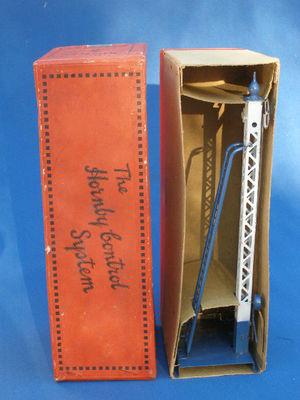 The
Hornby Control
System